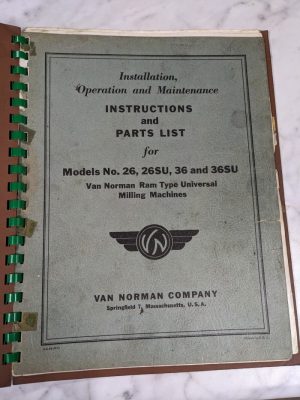 Installation,
Operation and Maintenance
INSTRUCTIONS
and
PARTS LIST
for
Models No. 26, 26SU, 36 and 36SU
Van Norman Ram Type Universal
Milling Machines
VN
VAN NORMAN COMPANY
Springfield 7, Massachusetts, U. S. A.